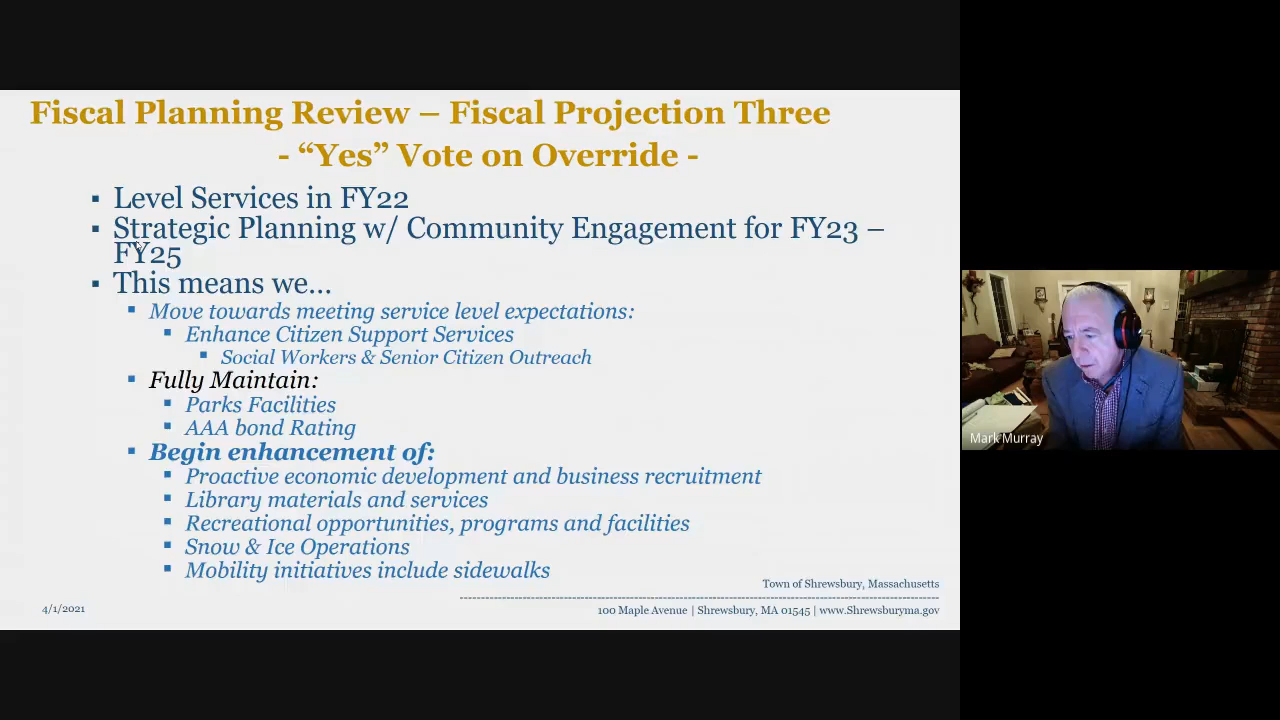 Fiscal Planning Review – Fiscal Projection Three
- “Yes” Vote on Override -
▪ Level Services in FY22
▪ Strategic Planning w/ Community Engagement for FY23 –
FY25
▪ This means we…
▪ Move towards meeting service level expectations:
▪ Enhance Citizen Support Services
▪ Social Workers & Senior Citizen Outreach
▪ Fully Maintain:
▪ Parks Facilities
▪ AAA bond Rating
▪ Begin enhancement of:
▪ Proactive economic development and business recruitment
▪ Library materials and services
▪ Recreational opportunities, programs and facilities
▪ Snow & Ice Operations
▪ Mobility initiatives include sidewalks
Town of Shrewsbury, Massachusetts
4/1/2021
100 Maple Avenue | Shrewsbury, MA 01545 | www.Shrewsburyma.gov
Mark Murray